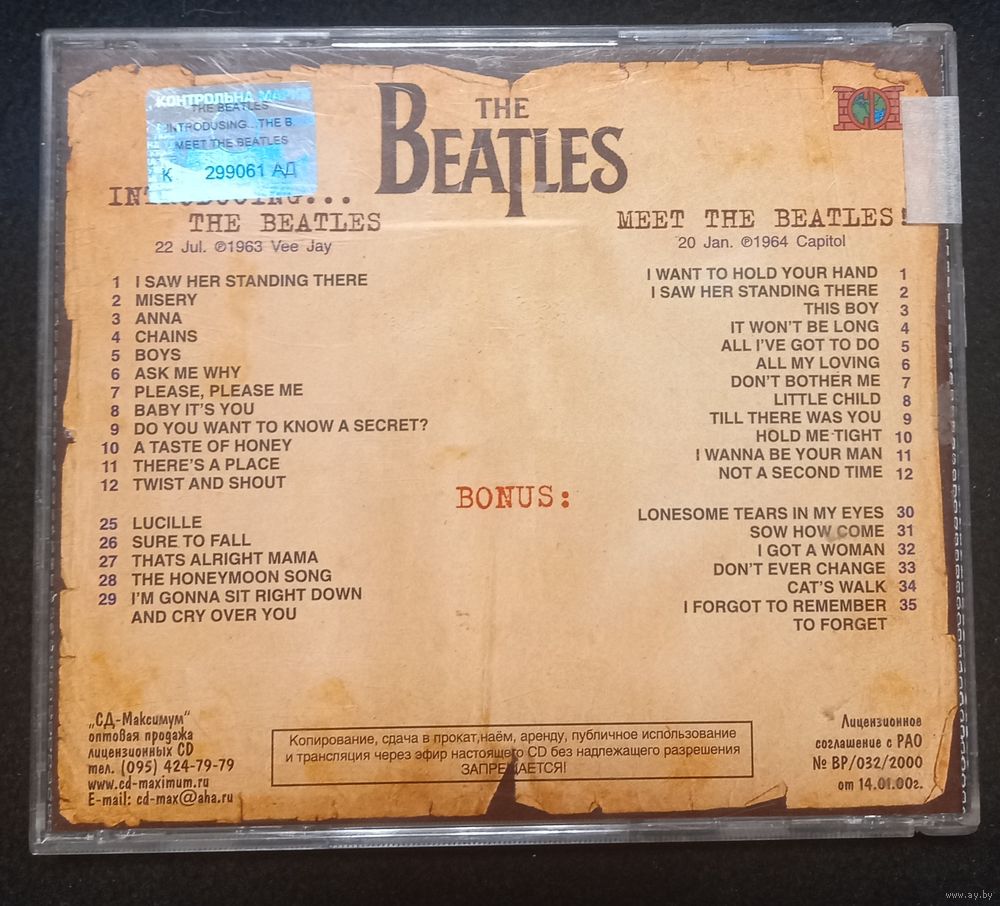 КОНТРОЛЬНА МАРК
THE BEATLES
INTRODUSING...THE B
MEET THE BEATLES
К 299061 АД
THE
BEATLES
INTRODUCING...
THE BEATLES
22 Jul. ℗1963 Vee Jay
1 I SAW HER STANDING THERE
2 MISERY
3 ANNA
4 CHAINS
5 BOYS
6 ASK ME WHY
7 PLEASE, PLEASE ME
8 BABY IT'S YOU
9 DO YOU WANT TO KNOW A SECRET?
10 A TASTE OF HONEY
11 THERE'S A PLACE
12 TWIST AND SHOUT
MEET THE BEATLES!
20 Jan. ℗1964 Capitol
I WANT TO HOLD YOUR HAND 1
I SAW HER STANDING THERE 2
THIS BOY 3
IT WON'T BE LONG 4
ALL I'VE GOT TO DO 5
ALL MY LOVING 6
DON'T BOTHER ME 7
LITTLE CHILD 8
TILL THERE WAS YOU 9
HOLD ME TIGHT 10
I WANNA BE YOUR MAN 11
NOT A SECOND TIME 12
BONUS:
25 LUCILLE
26 SURE TO FALL
27 THATS ALRIGHT MAMA
28 THE HONEYMOON SONG
29 I'M GONNA SIT RIGHT DOWN
AND CRY OVER YOU
LONESOME TEARS IN MY EYES 30
SOW HOW COME 31
I GOT A WOMAN 32
DON'T EVER CHANGE 33
CAT'S WALK 34
I FORGOT TO REMEMBER 35
TO FORGET
„СД-Максимум"
оптовая продажа
лицензионных CD
тел. (095) 424-79-79
www.cd-maximum.ru
E-mail: cd-max@aha.ru
Копирование, сдача в прокат,наём, аренду, публичное использование
и трансляция через эфир настоящего CD без надлежащего разрешения
ЗАПРЕЩАЕТСЯ!
Лицензионное
соглашение с РАО
№ ВР/032/2000
от 14.01.00г.
www.ay.by